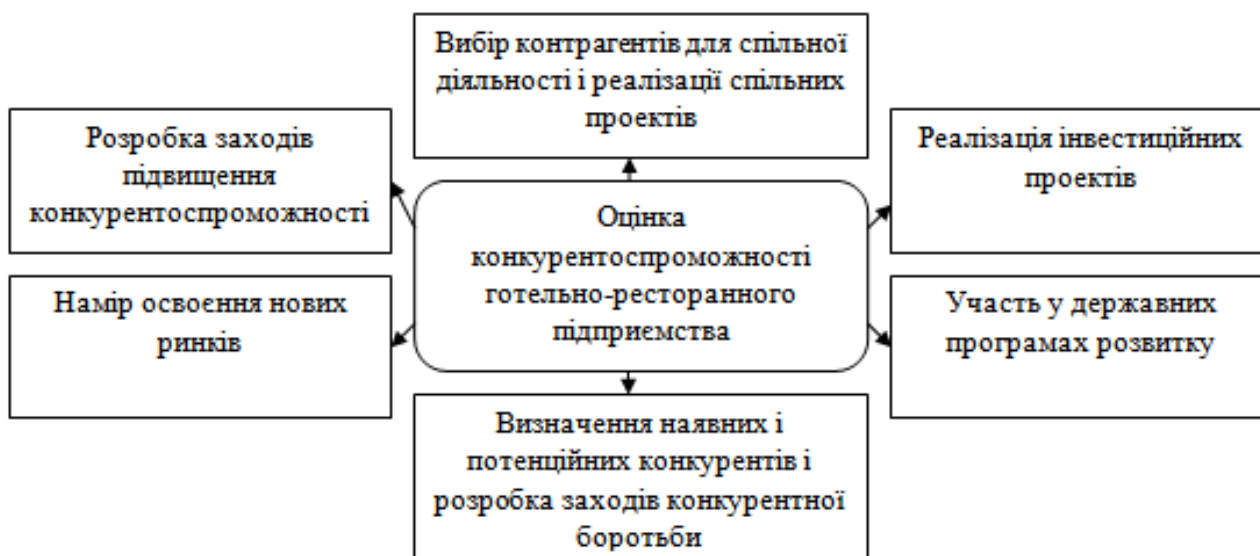 Вибір контрагентів для спільної
діяльності і реалізації спільних
проектів
Розробка заходів
підвищення
конкурентоспроможності
Реалізація інвестиційних
проектів
Оцінка
конкурентоспроможності
готельно-ресторанного
підприємства
Намір освоєння нових
ринків
Участь у державних
програмах розвитку
Визначення наявних і
потенційних конкурентів і
розробка заходів конкурентної
боротьби